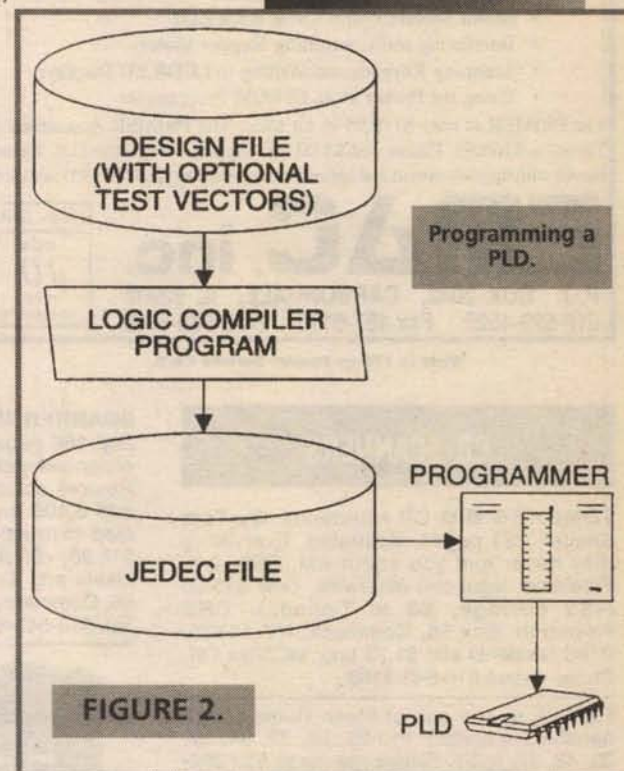 DESIGN FILE
(WITH OPTIONAL
TEST VECTORS)
Programming a
PLD.
LOGIC COMPILER
PROGRAM
JEDEC FILE
PROGRAMMER
PLD
FIGURE 2.